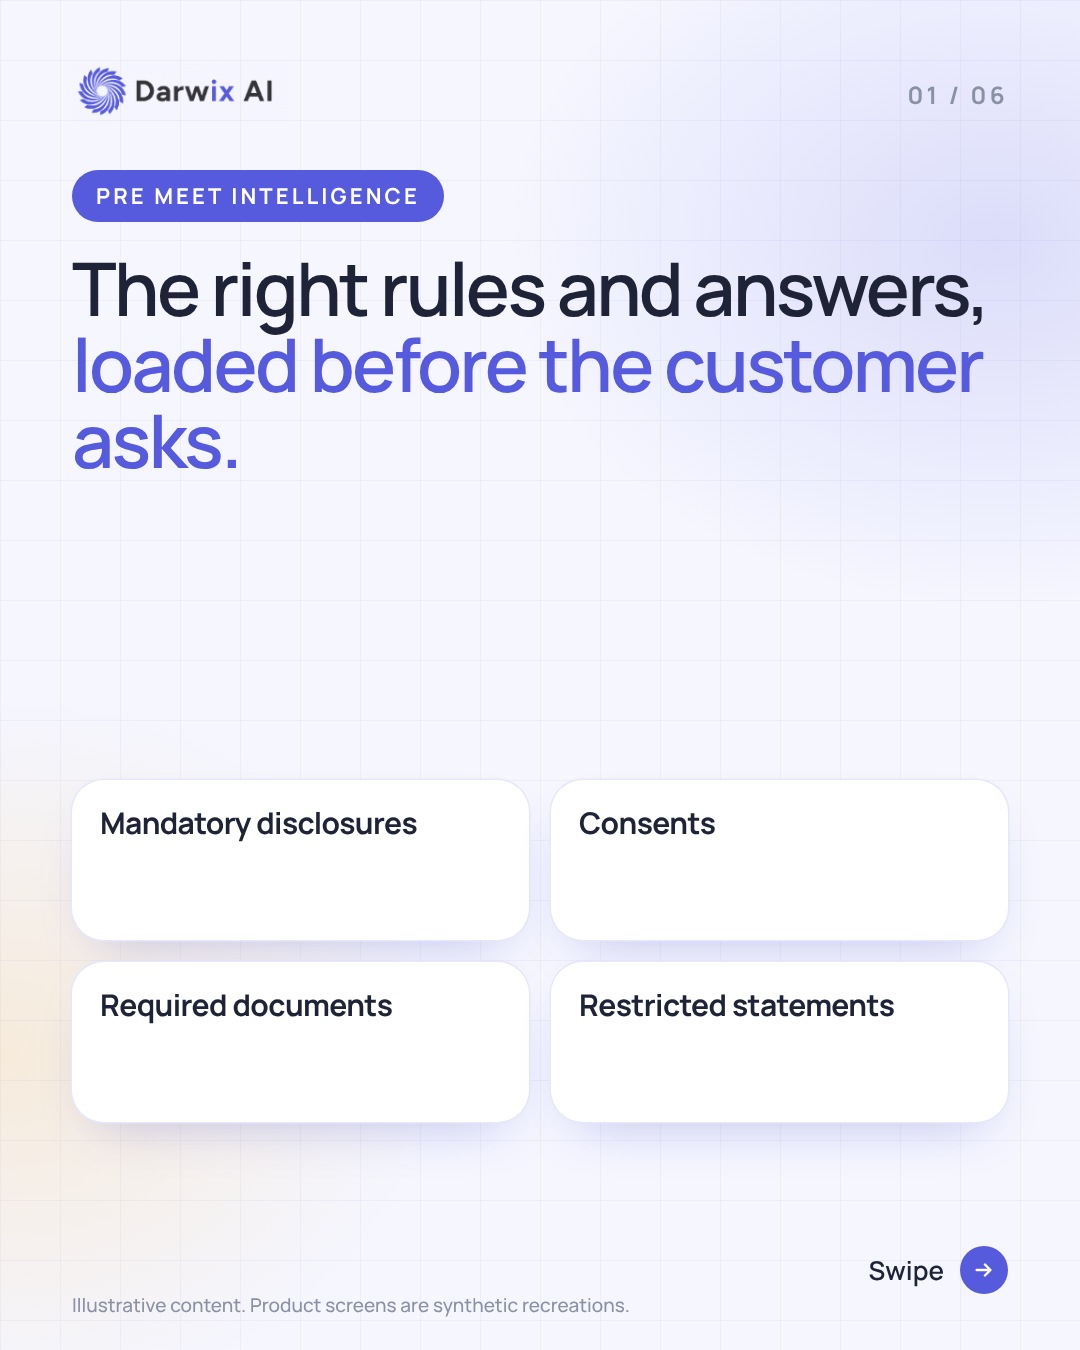 Darwix AI
01 / 06
PRE MEET INTELLIGENCE
The right rules and answers,
loaded before the customer
asks.
Mandatory disclosures
Consents
Required documents
Restricted statements
Swipe
Illustrative content. Product screens are synthetic recreations.